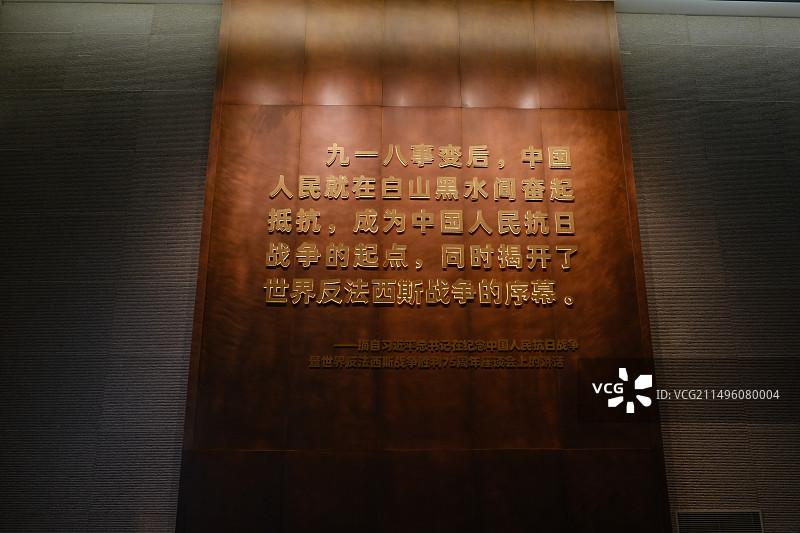 九一八事变后，中国
人民就在白山黑水间奋起
抵抗，成为中国人民抗日
战争的起点，同时揭开了
世界反法西斯战争的序幕。
——摘自习近平总书记在纪念中国人民抗日战争
暨世界反法西斯战争胜利75周年座谈会上的讲话
VCG ID: VCG211496080004